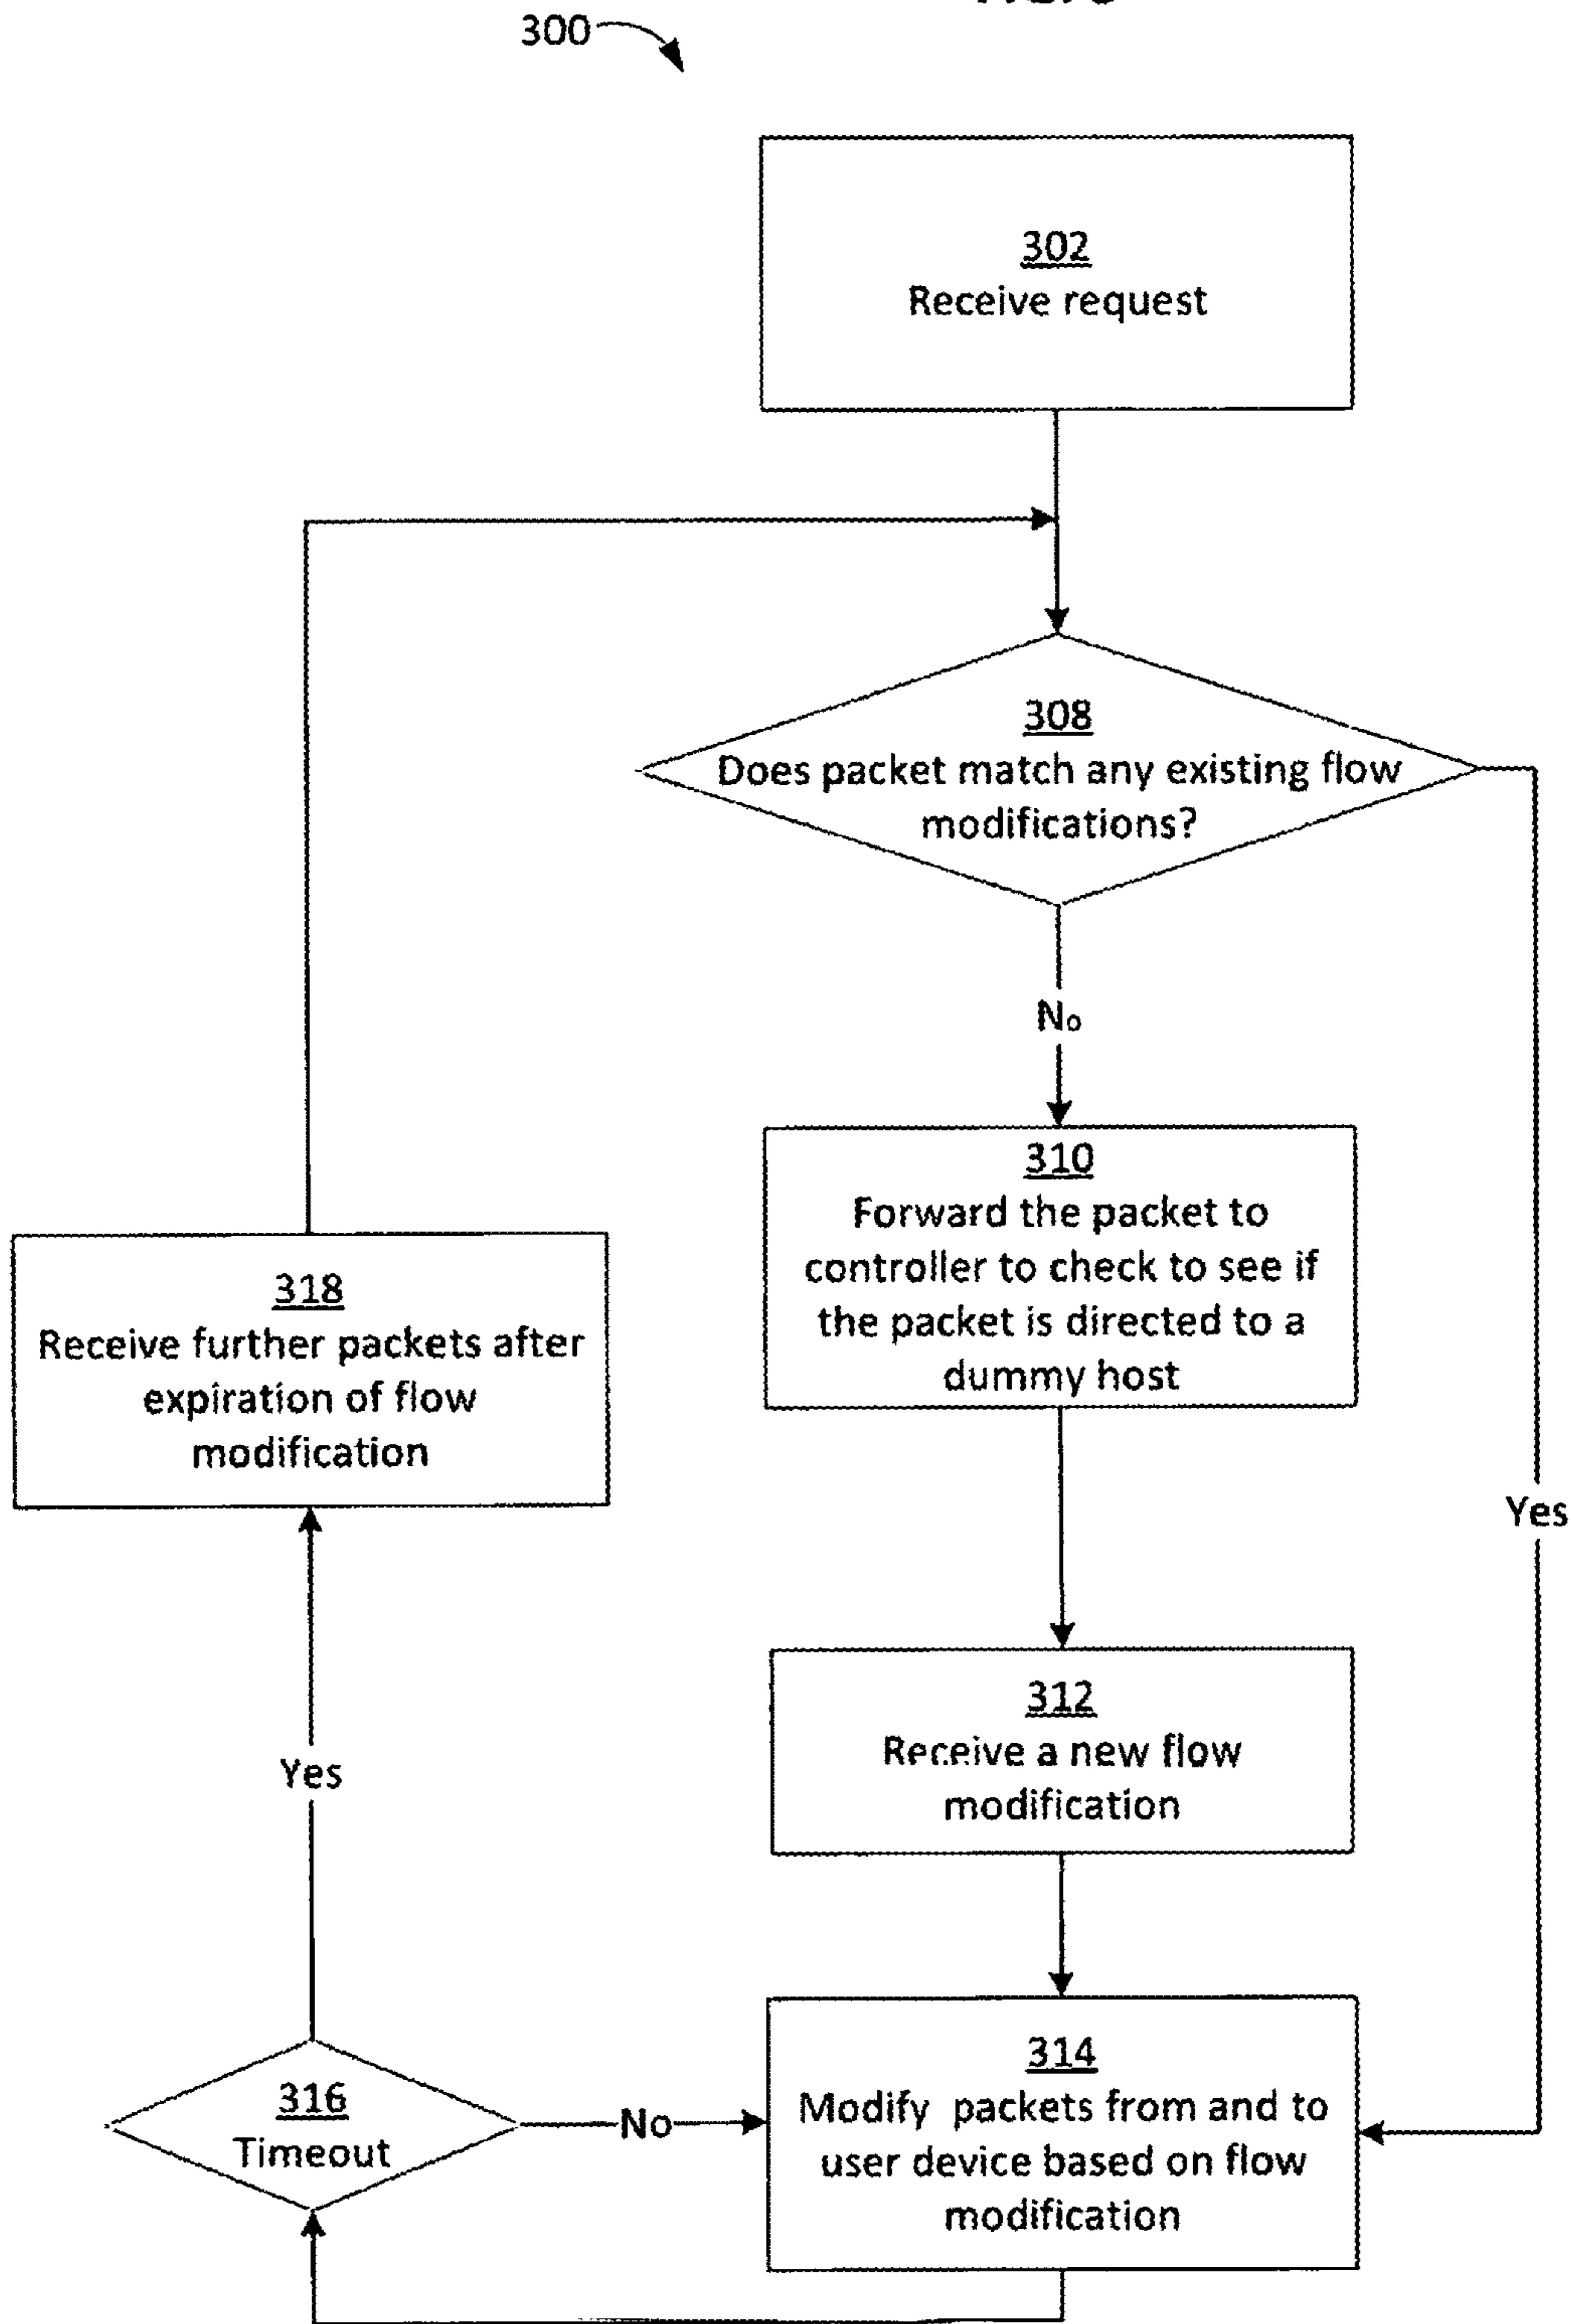 300
302
Receive request
308
Does packet match any existing flow
modifications?
No
310
Forward the packet to
controller to check to see if
the packet is directed to a
dummy host
318
Receive further packets after
expiration of flow
modification
Yes
312
Receive a new flow
modification
Yes
316
Timeout
No
314
Modify packets from and to
user device based on flow
modification